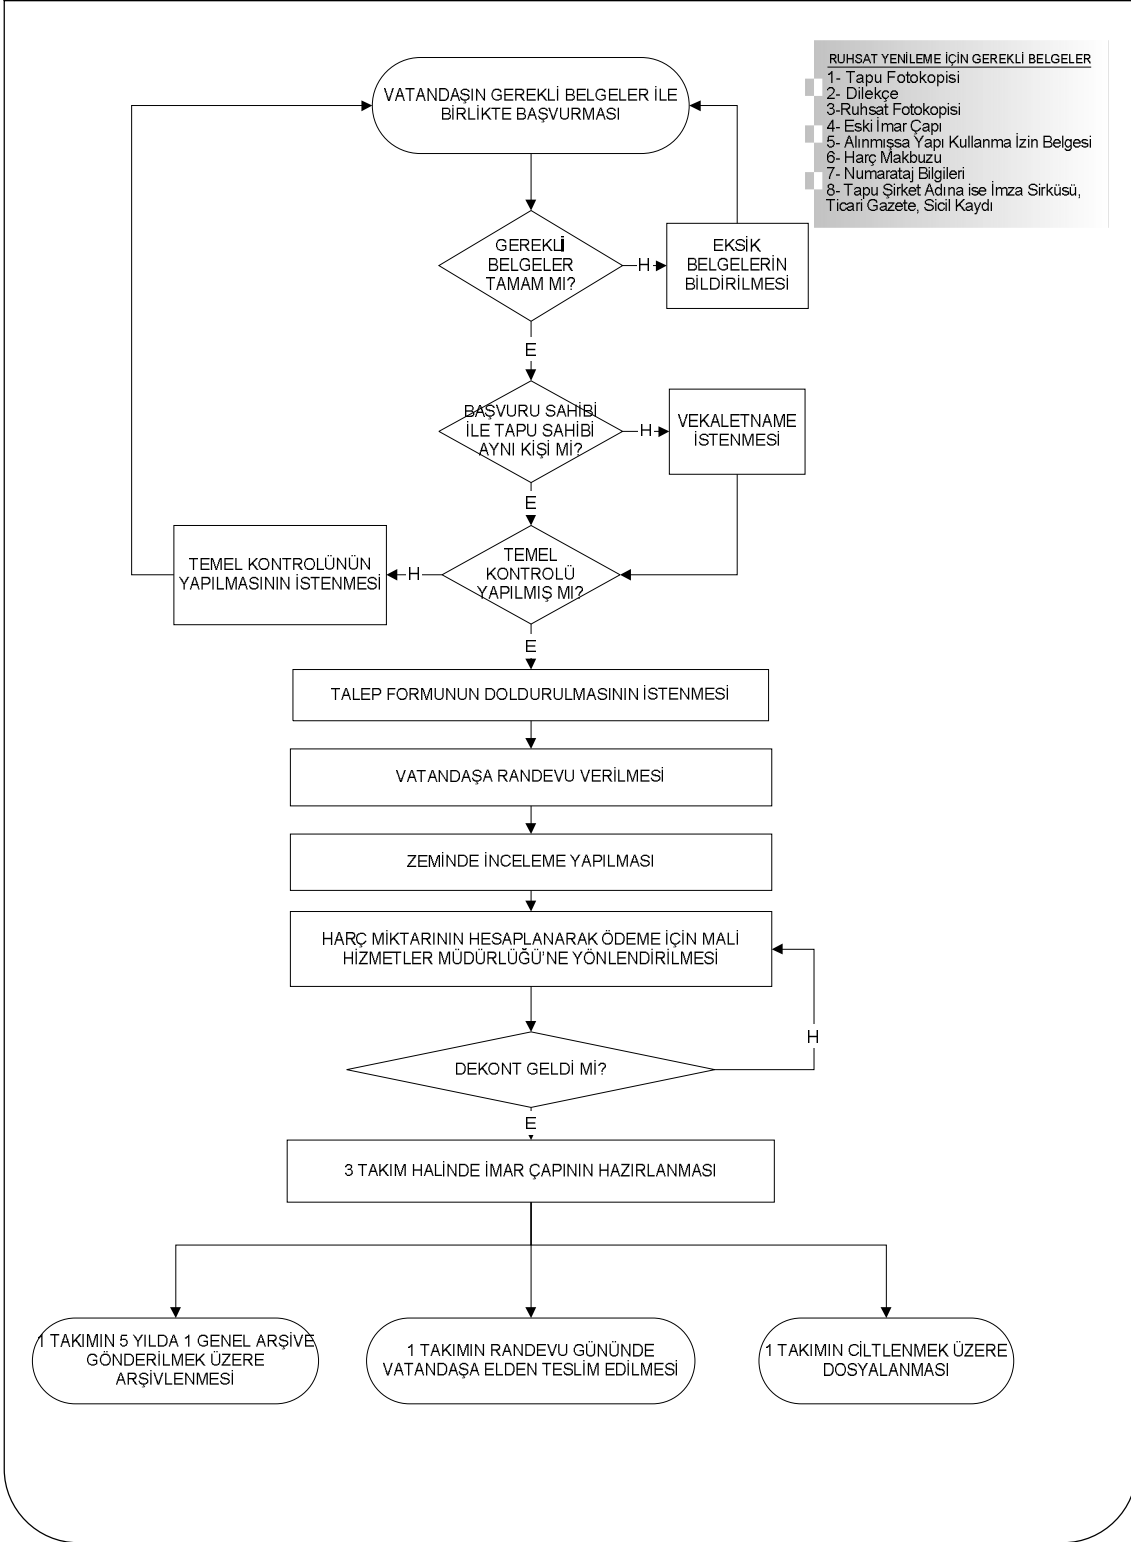 RUHSAT YENİLEME İÇİN GEREKLİ BELGELER
1- Tapu Fotokopisi
2- Dilekçe
3-Ruhsat Fotokopisi
4- Eski İmar Çapı
5- Alınmışsa Yapı Kullanma İzin Belgesi
6- Harç Makbuzu
7- Numarataj Bilgileri
8- Tapu Şirket Adına ise İmza Sirküsü,
Ticari Gazete, Sicil Kaydı
VATANDAŞIN GEREKLİ BELGELER İLE
BİRLİKTE BAŞVURMASI
GEREKLİ
BELGELER
TAMAM MI?
H
EKSİK
BELGELERİN
BİLDİRİLMESİ
E
BAŞVURU SAHİBİ
İLE TAPU SAHİBİ
AYNI KİŞİ Mİ?
H
VEKALETNAME
İSTENMESİ
E
TEMEL
KONTROLÜ
YAPILMIŞ MI?
H
TEMEL KONTROLÜNÜN
YAPILMASININ İSTENMESİ
E
TALEP FORMUNUN DOLDURULMASININ İSTENMESİ
VATANDAŞA RANDEVU VERİLMESİ
ZEMİNDE İNCELEME YAPILMASI
HARÇ MİKTARININ HESAPLANARAK ÖDEME İÇİN MALİ
HİZMETLER MÜDÜRLÜĞÜ'NE YÖNLENDİRİLMESİ
H
DEKONT GELDİ Mİ?
E
3 TAKIM HALİNDE İMAR ÇAPININ HAZIRLANMASI
1 TAKIMIN 5 YILDA 1 GENEL ARŞİVE
GÖNDERİLMEK ÜZERE
ARŞİVLENMESİ
1 TAKIMIN RANDEVU GÜNÜNDE
VATANDAŞA ELDEN TESLİM EDİLMESİ
1 TAKIMIN CİLTLENMEK ÜZERE
DOSYALANMASI